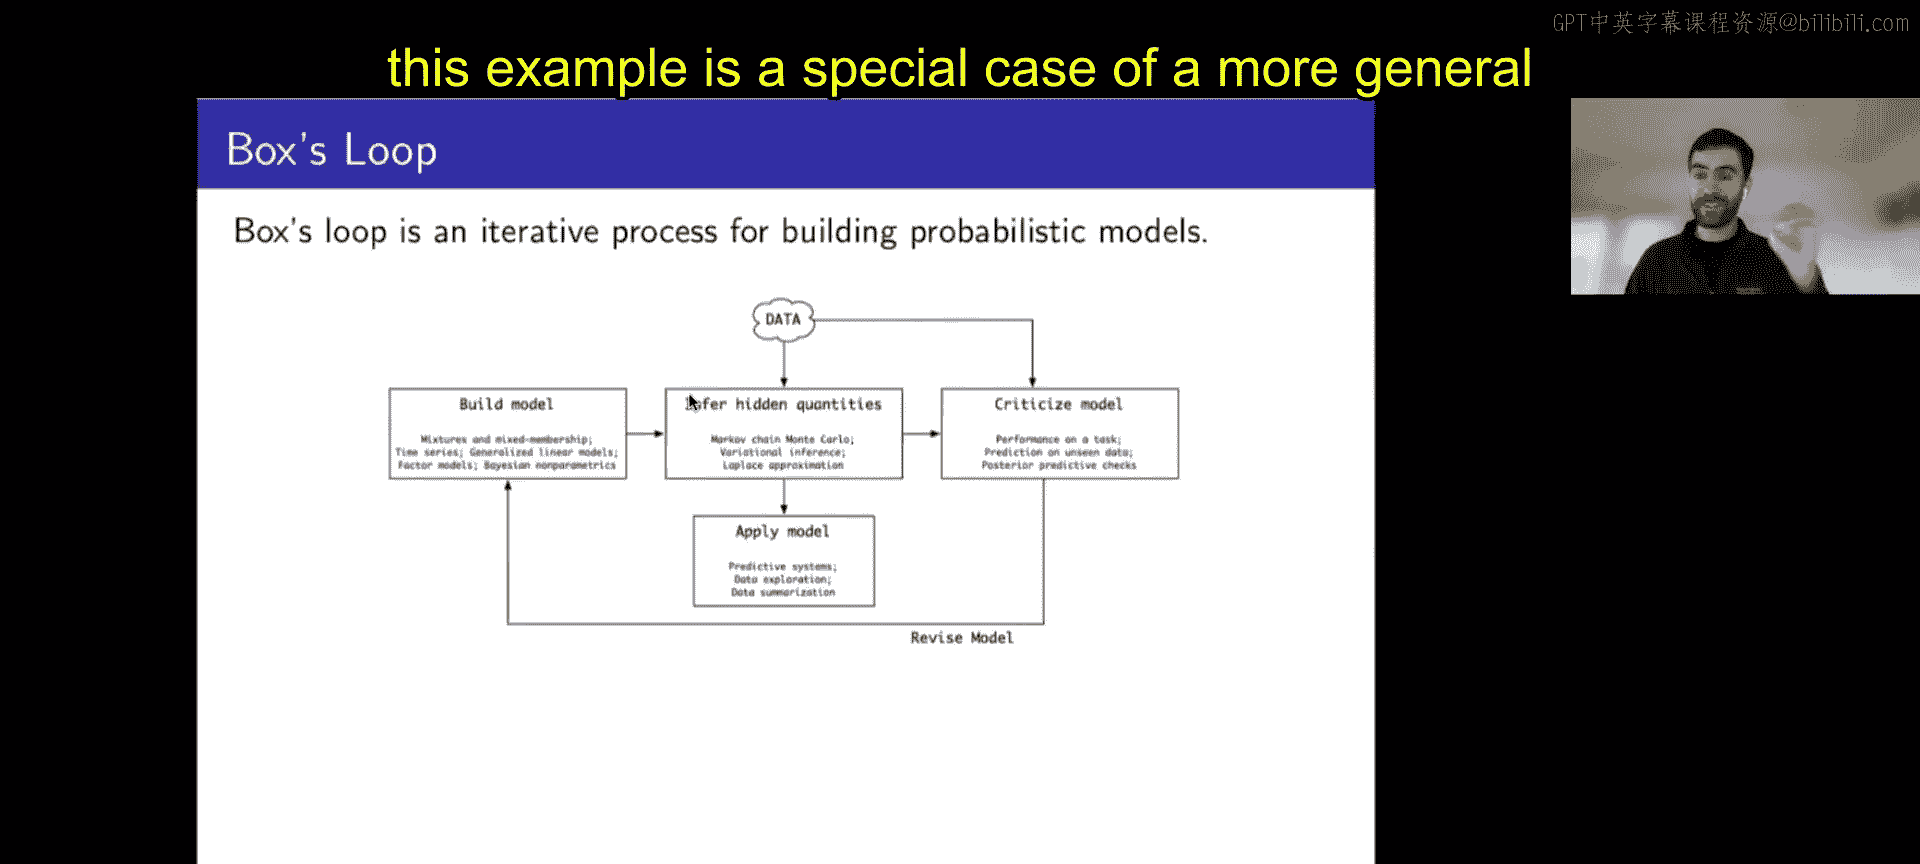 GPT中英字幕课程资源@bilibili.com
this example is a special case of a more general
Box's Loop
Box's loop is an iterative process for building probabilistic models.
DATA
Build model
Mixtures and mixed-membership;
Time series; Generalized linear models;
Factor models; Bayesian nonparametrics
Infer hidden quantities
Markov chain Monte Carlo;
Variational inference;
Laplace approximation
Criticize model
Performance on a task;
Prediction on unseen data;
Posterior predictive checks
Apply model
Predictive systems;
Data exploration;
Data summarization
Revise Model